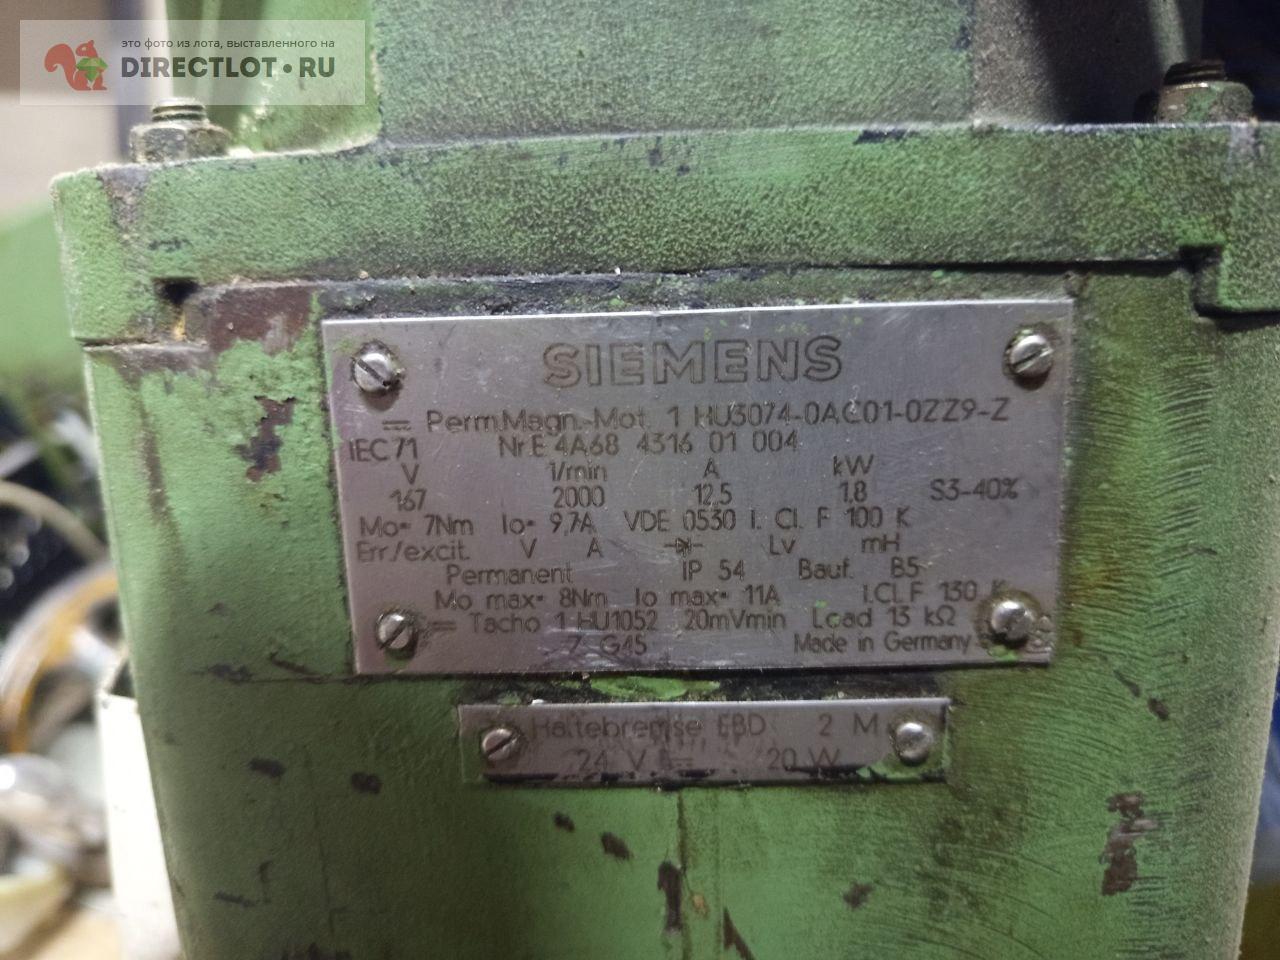 это фото из лота, выставленного на
DIRECTLOT•RU
SIEMENS
Perm.Magn.-Mot. 1 HU3074-0AC01-0ZZ9-Z
IEC 71 Nr.E 4A68 4316 01 004
V 1/min A kW
167 2000 12,5 1,8 S3-40%
Mo= 7Nm Io= 9,7A VDE 0530 I. Cl. F 100 K
Err./excit. V A Lv mH
Permanent IP 54 Bauf. B5
Mo max= 8Nm Io max= 11A I.CL.F 130 K
Tacho 1 HU1052 20mVmin Load 13 kΩ
Z G45 Made in Germany
Haltebremse EBD 2 M
24 V 20 W